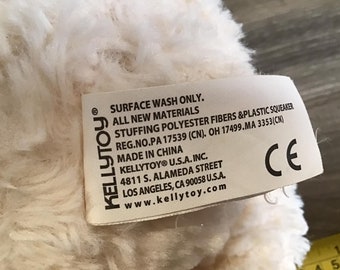 KELLYTOY®
SURFACE WASH ONLY.
ALL NEW MATERIALS
STUFFING POLYESTER FIBERS &PLASTIC SQUEAKER
REG.NO.PA 17539 (CN). OH 17499.MA 3353(CN)
MADE IN CHINA
KELLYTOY® U.S.A.INC.
4811 S. ALAMEDA STREET
LOS ANGELES, CA 90058 U.S.A.
www.kellytoy.com
CE